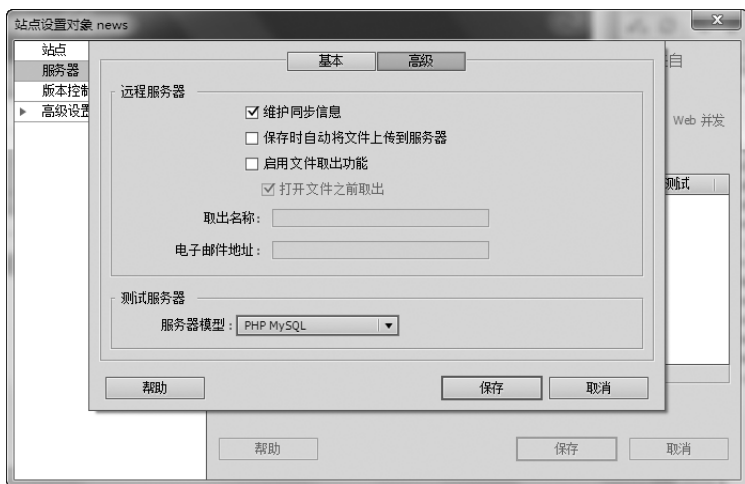 站点设置对象 news
站点
服务器
版本控制
高级设置
基本
高级
远程服务器
维护同步信息
保存时自动将文件上传到服务器
启用文件取出功能
打开文件之前取出
取出名称：
电子邮件地址：
测试服务器
服务器模型： PHP MySQL
帮助
保存
取消
自
Web 并发
测试
帮助
保存
取消